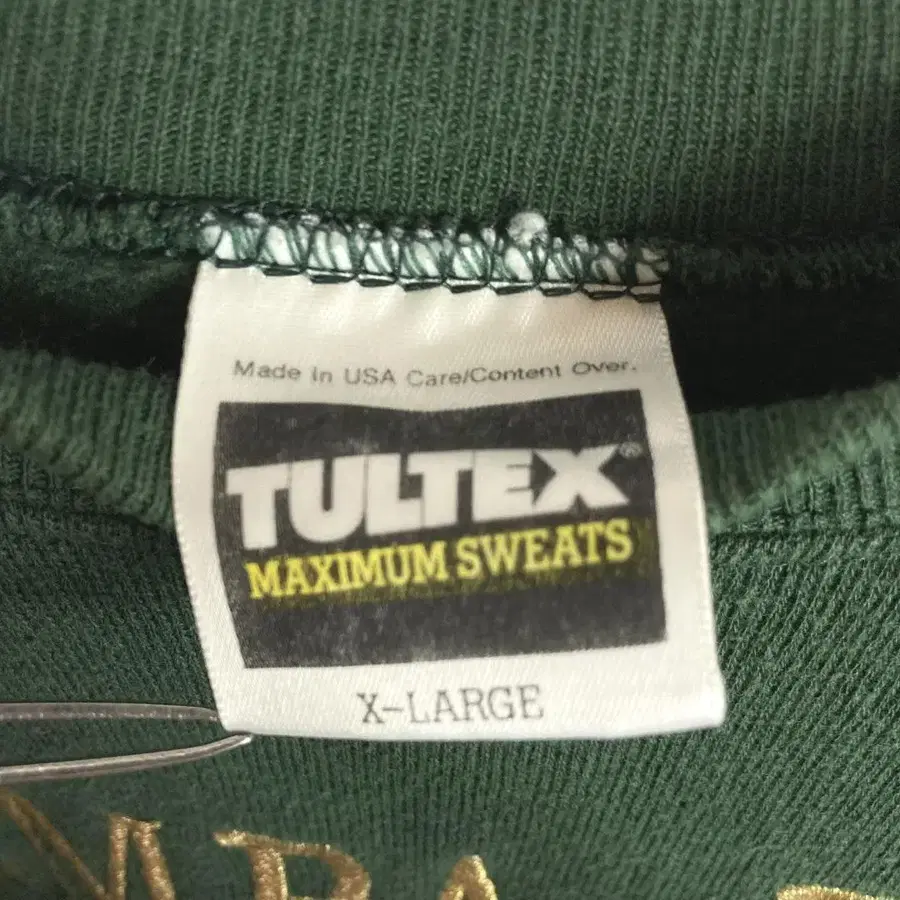 Made in USA Care/Content Over.
TULTEX®
MAXIMUM SWEATS
X-LARGE